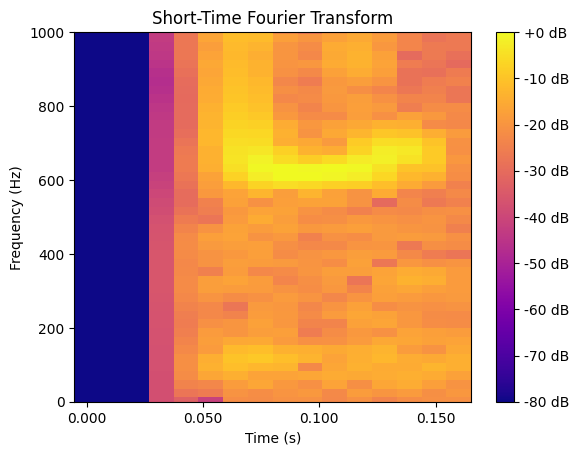 Short-Time Fourier Transform
1000
800
600
400
200
0
Frequency (Hz)
0.000
0.050
0.100
0.150
Time (s)
+0 dB
-10 dB
-20 dB
-30 dB
-40 dB
-50 dB
-60 dB
-70 dB
-80 dB